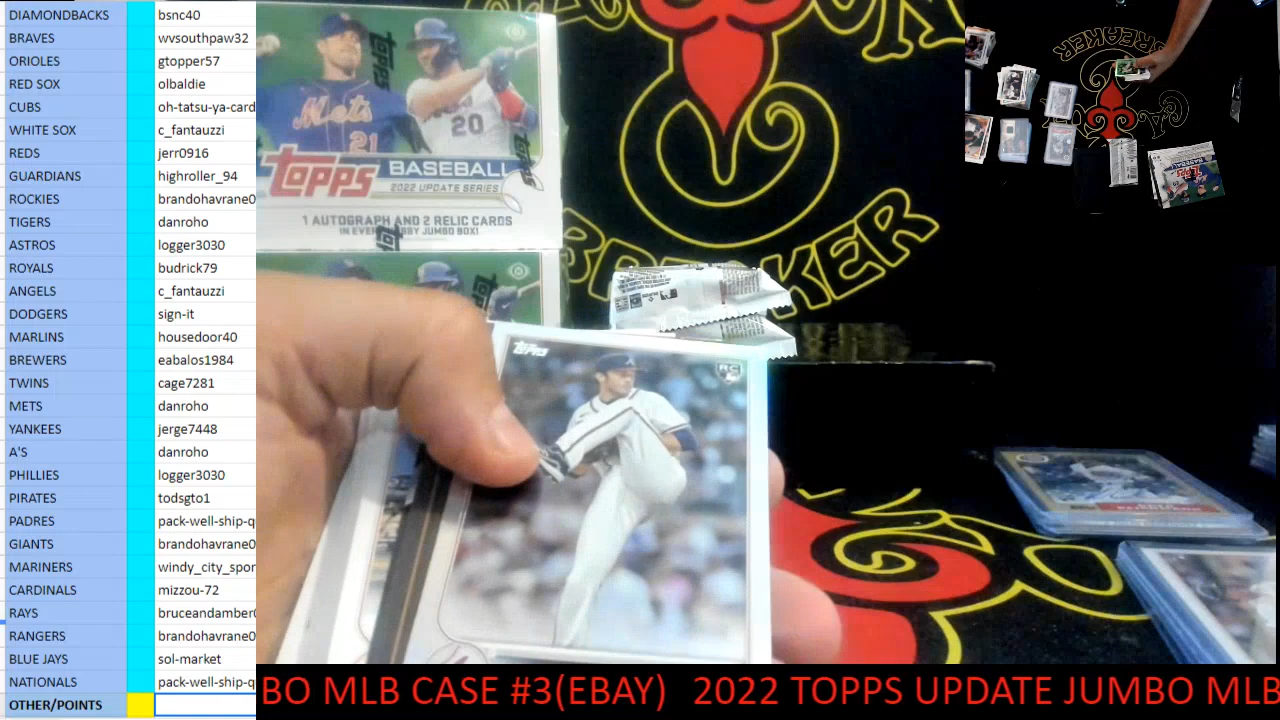 DIAMONDBACKS bsnc40
BRAVES wvsouthpaw32
ORIOLES gtopper57
RED SOX olbaldie
CUBS oh-tatsu-ya-card
WHITE SOX c_fantauzzi
REDS jerr0916
GUARDIANS highroller_94
ROCKIES brandohavrane0
TIGERS danroho
ASTROS logger3030
ROYALS budrick79
ANGELS c_fantauzzi
DODGERS sign-it
MARLINS housedoor40
BREWERS eabalos1984
TWINS cage7281
METS danroho
YANKEES jerge7448
A'S danroho
PHILLIES logger3030
PIRATES todsgto1
PADRES pack-well-ship-q
GIANTS brandohavrane0
MARINERS windy_city_spor
CARDINALS mizzou-72
RAYS bruceandamber
RANGERS brandohavrane0
BLUE JAYS sol-market
NATIONALS pack-well-ship-q
OTHER/POINTS
Mets
21
20
Topps
BASEBALL
2022 UPDATE SERIES
1 AUTOGRAPH AND 2 RELIC CARDS
Topps
BREAKER
Topps
RC
BREAKER
BO MLB CASE #3(EBAY) 2022 TOPPS UPDATE JUMBO MLB